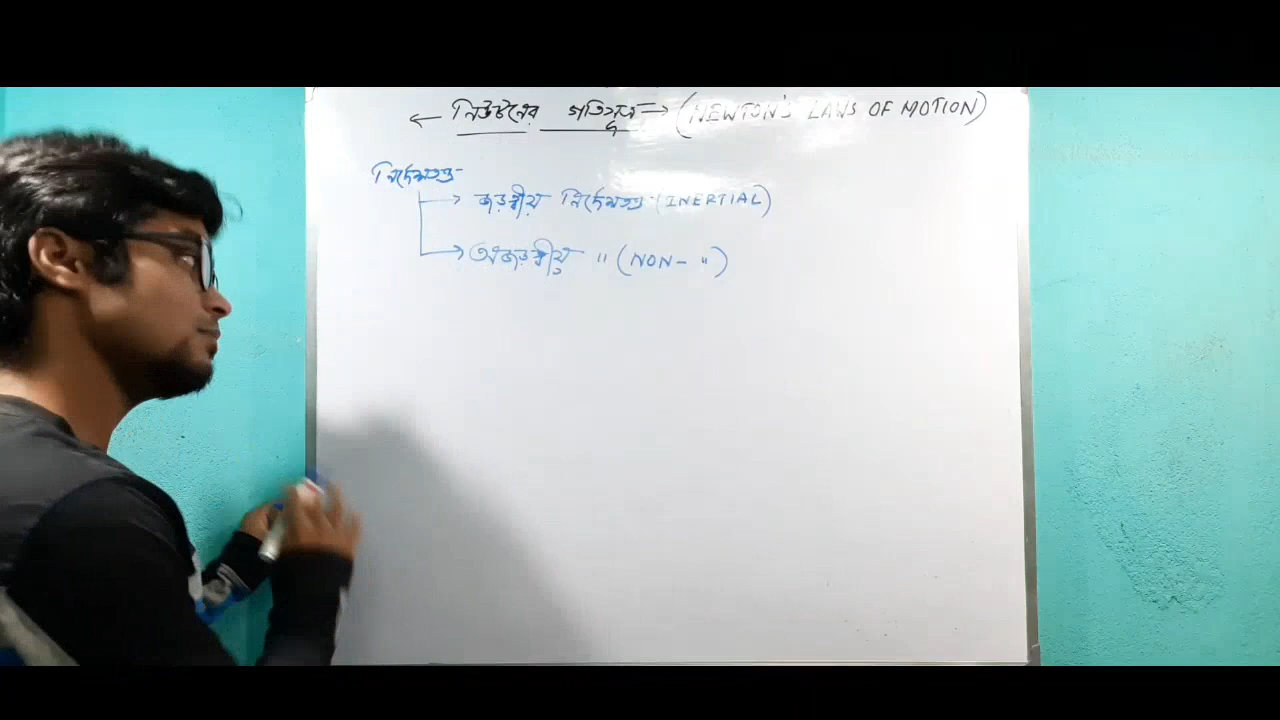 ← নিউটনের গতিসূত্র → (NEWTON'S LAWS OF MOTION)
নির্দেশতন্ত্র
→ জড়ত্বীয় নির্দেশতন্ত্র (INERTIAL)
→ অজড়ত্বীয় " (NON- ")